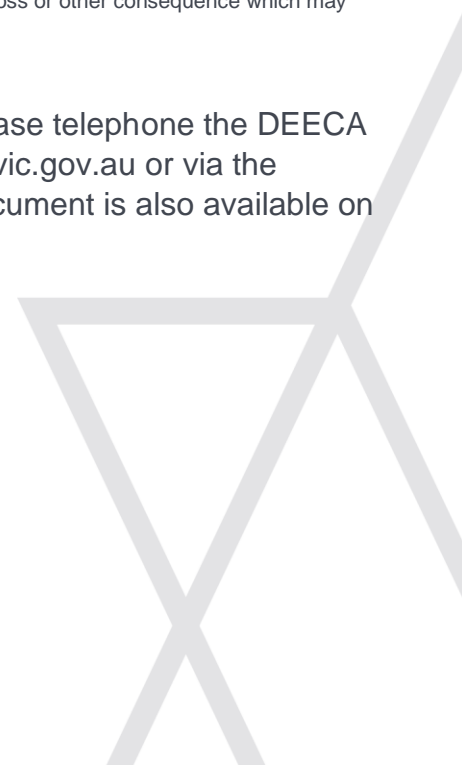 oss or other consequence which may
ase telephone the DEECA
vic.gov.au or via the
cument is also available on